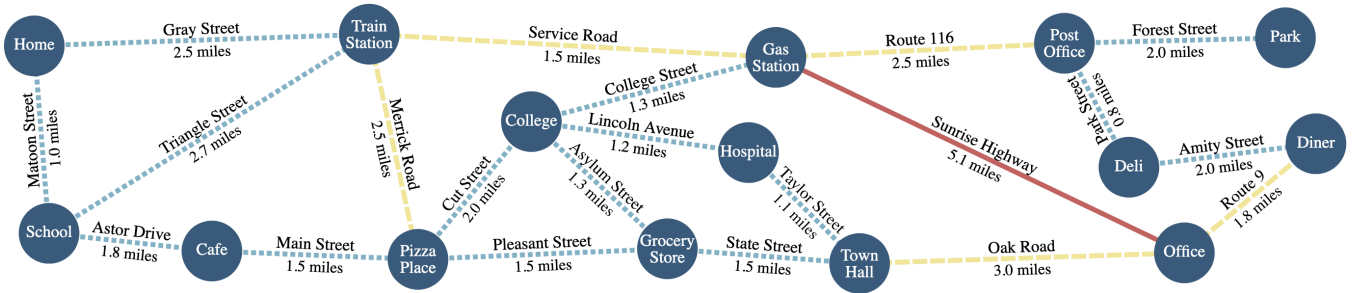 Home
Gray Street
2.5 miles
Train
Station
Service Road
1.5 miles
Gas
Station
Route 116
2.5 miles
Post
Office
Forest Street
2.0 miles
Park
Matoon Street
1.0 miles
Triangle Street
2.7 miles
Merrick Road
2.5 miles
College
College Street
1.3 miles
Lincoln Avenue
1.2 miles
Hospital
Sunrise Highway
5.1 miles
Park Street
0.8 miles
Deli
Amity Street
2.0 miles
Diner
Cut Street
2.0 miles
Asylum Street
1.3 miles
Taylor Street
1.1 miles
Route 9
1.8 miles
School
Astor Drive
1.8 miles
Cafe
Main Street
1.5 miles
Pizza
Place
Pleasant Street
1.5 miles
Grocery
Store
State Street
1.5 miles
Town
Hall
Oak Road
3.0 miles
Office